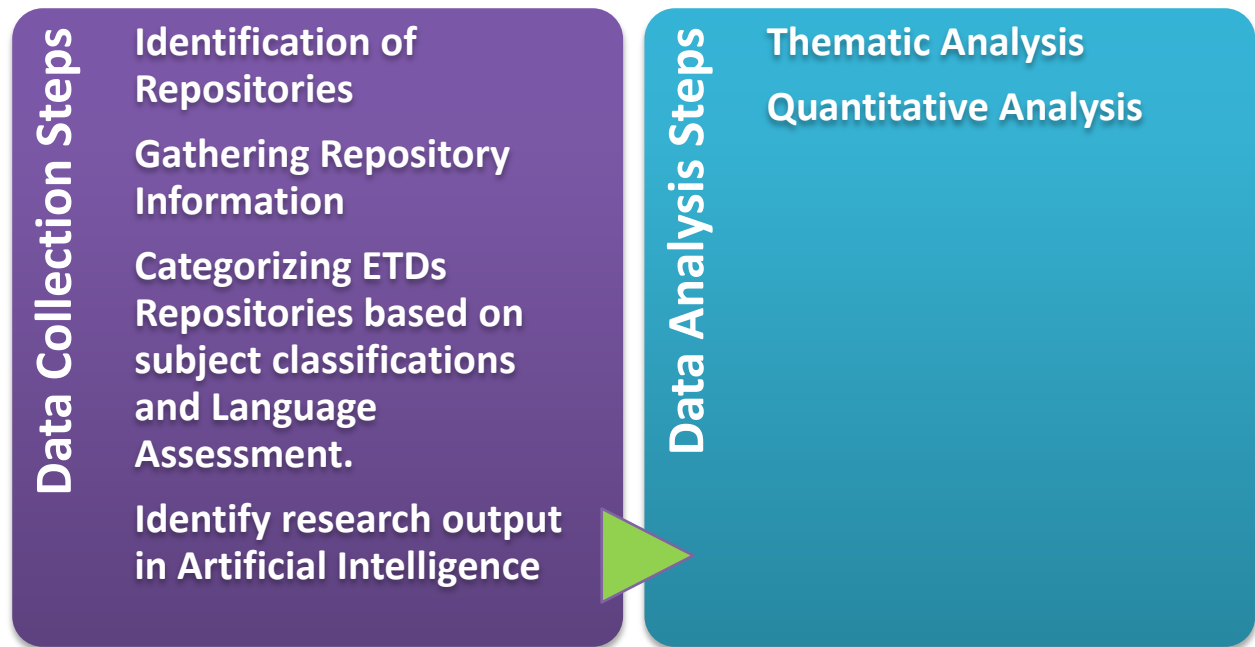 Data Collection Steps
Identification of
Repositories
Gathering Repository
Information
Categorizing ETDs
Repositories based on
subject classifications
and Language
Assessment.
Identify research output
in Artificial Intelligence
Data Analysis Steps
Thematic Analysis
Quantitative Analysis